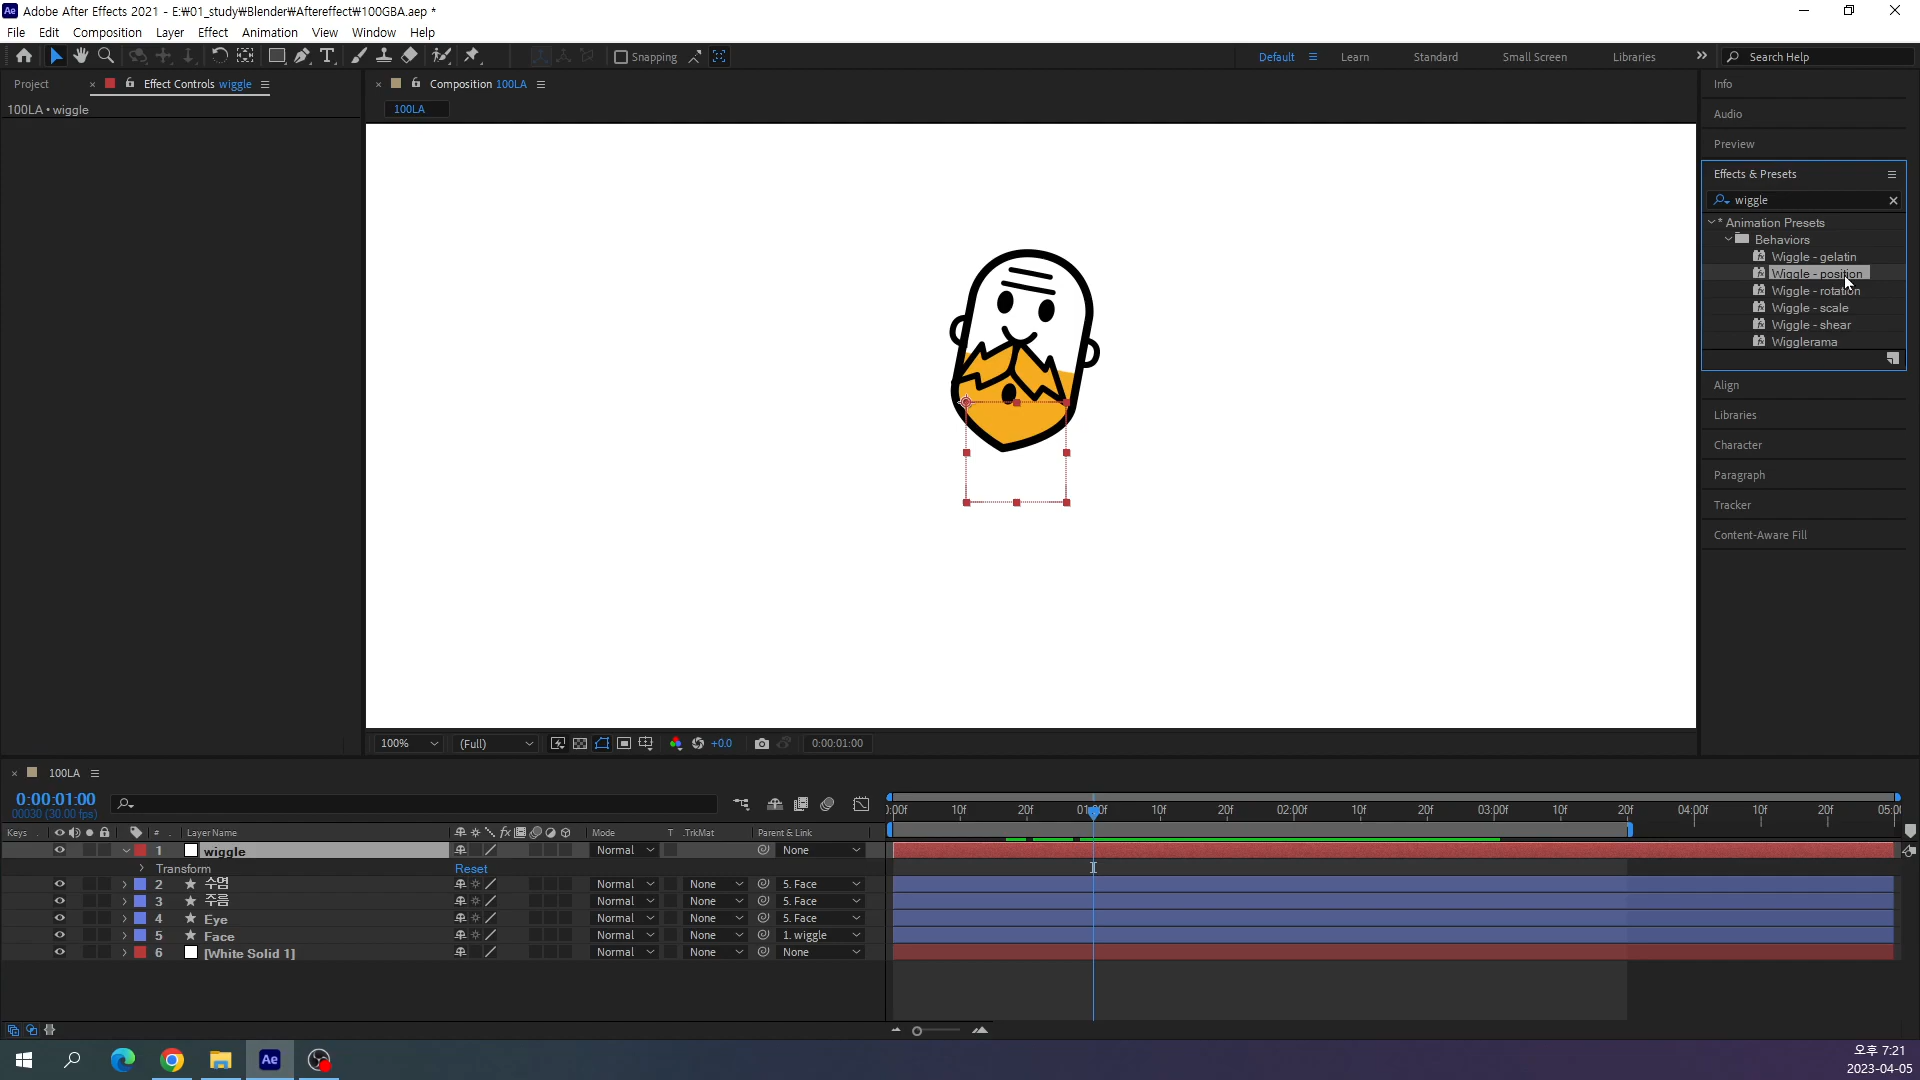 Ae Adobe After Effects 2021 - E:₩01_study₩Blender₩Aftereffect₩100GBA.aep *
File Edit Composition Layer Effect Animation View Window Help
Snapping Default Learn Standard Small Screen Libraries Search Help
Project Effect Controls wiggle
100LA • wiggle
Composition 100LA
100LA
Info
Audio
Preview
Effects & Presets
wiggle
* Animation Presets
Behaviors
Wiggle - gelatin
Wiggle - position
Wiggle - rotation
Wiggle - scale
Wiggle - shear
Wigglerama
Align
Libraries
Character
Paragraph
Tracker
Content-Aware Fill
100% (Full) +0.0 0:00:01:00
100LA
0:00:01:00
00030 (30.00 fps)
):00f 10f 20f 01:00f 10f 20f 02:00f 10f 20f 03:00f 10f 20f 04:00f 10f 20f 05:00
Keys # Layer Name Mode T .TrkMat Parent & Link
1 wiggle Normal None
Transform Reset
2 수염 Normal None 5. Face
3 주름 Normal None 5. Face
4 Eye Normal None 5. Face
5 Face Normal None 1. wiggle
6 [White Solid 1] Normal None None
Ae
오후 7:21
2023-04-05